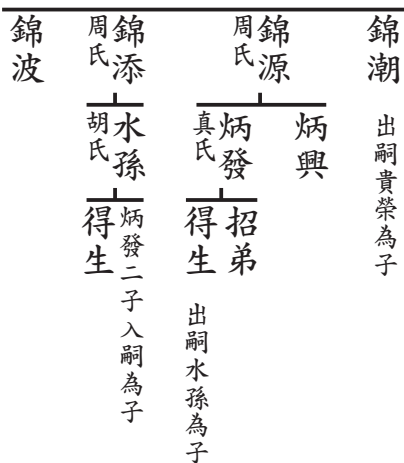 錦潮
出嗣貴榮為子
錦源
周氏
錦添
周氏
錦波
炳興
炳發
真氏
水孫
胡氏
招弟
得生
出嗣水孫為子
得生
炳發二子入嗣為子